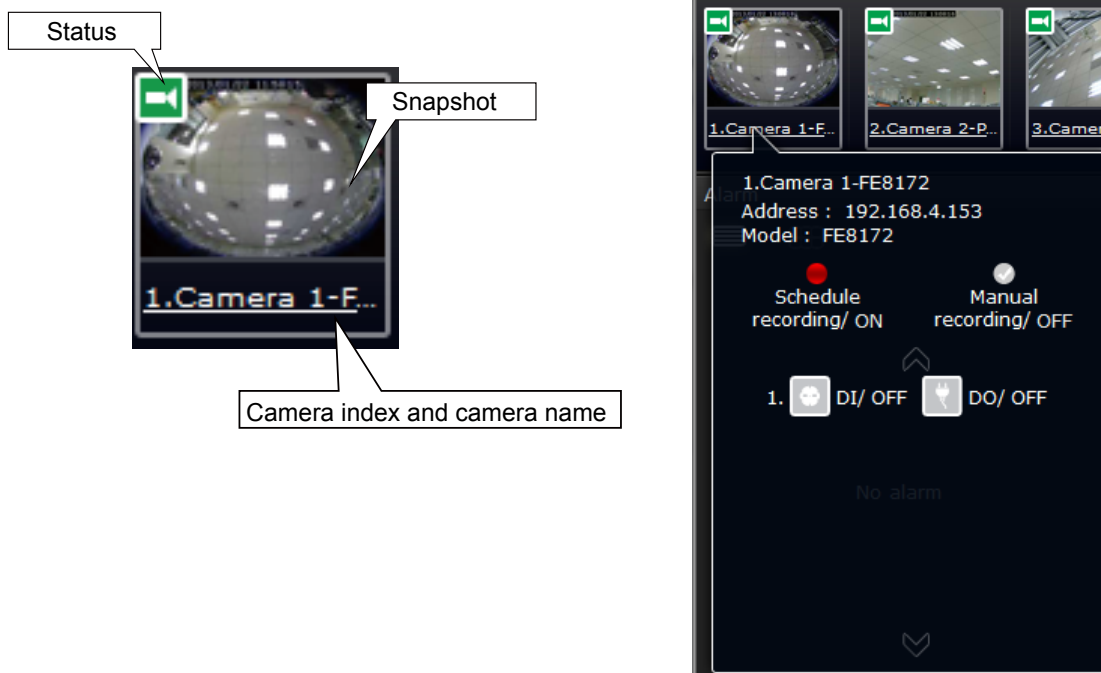 Status
Snapshot
1.Camera 1-F...
Camera index and camera name
1.Camera 1-F...
2.Camera 2-P...
3.Camer
Alarm
1.Camera 1-FE8172
Address : 192.168.4.153
Model : FE8172
Schedule
recording/ ON
Manual
recording/ OFF
1. DI/ OFF DO/ OFF
No alarm